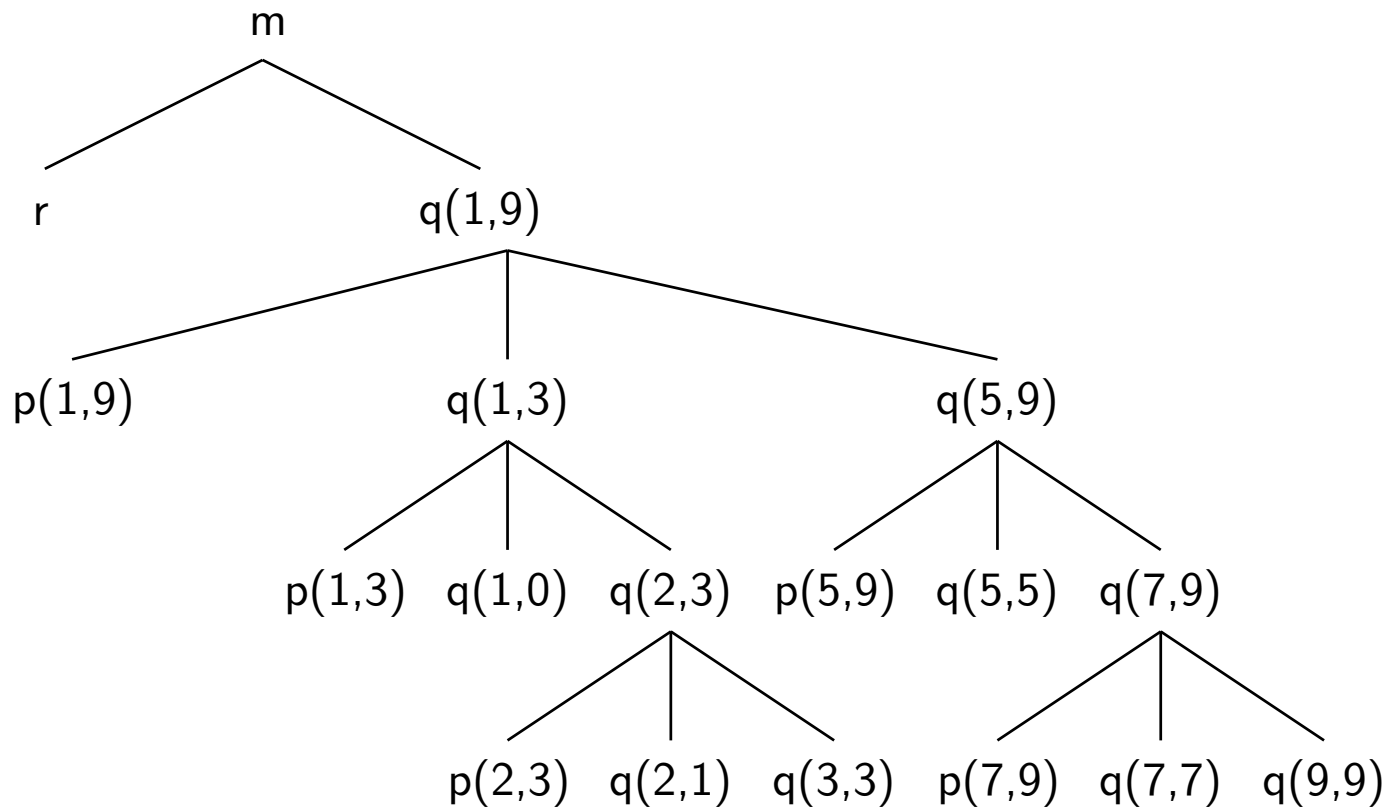 m
r q(1,9)
p(1,9) q(1,3) q(5,9)
p(1,3) q(1,0) q(2,3) p(5,9) q(5,5) q(7,9)
p(2,3) q(2,1) q(3,3) p(7,9) q(7,7) q(9,9)